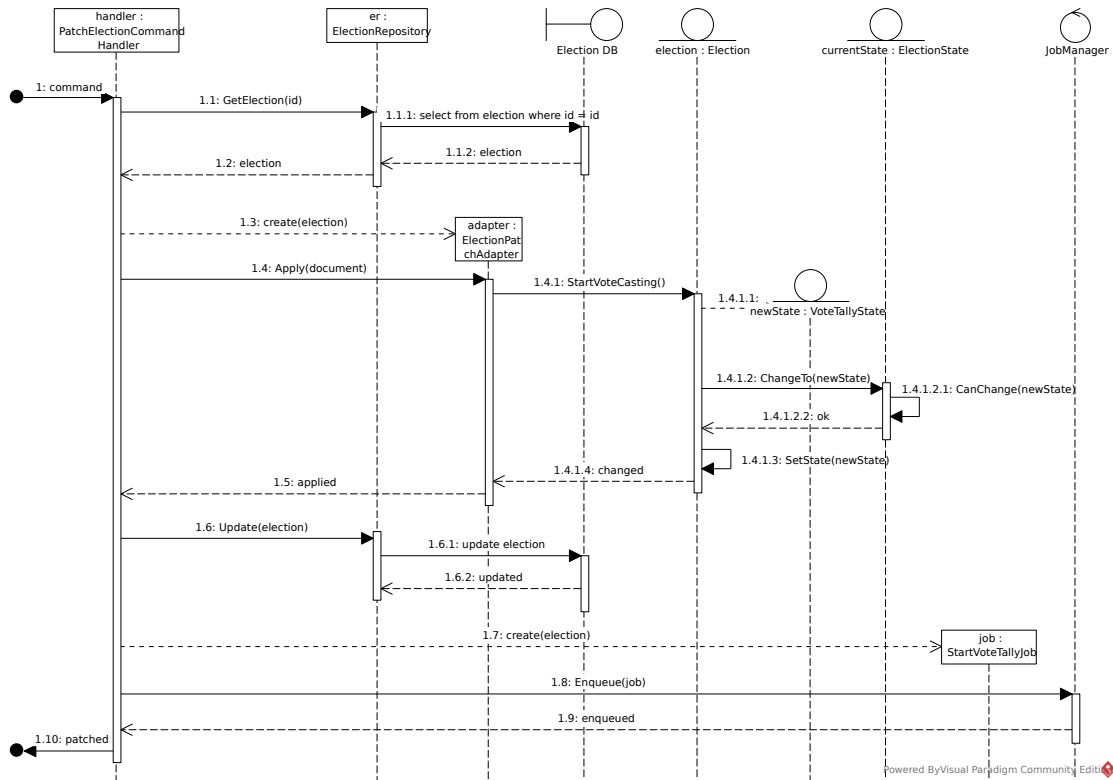 handler :
PatchElectionCommand
Handler
er :
ElectionRepository
Election DB
election : Election
currentState : ElectionState
JobManager
1: command
1.1: GetElection(id)
1.1.1: select from election where id = id
1.1.2: election
1.2: election
1.3: create(election)
adapter :
ElectionPat
chAdapter
1.4: Apply(document)
1.4.1: StartVoteCasting()
1.4.1.1:
newState : VoteTallyState
1.4.1.2: ChangeTo(newState)
1.4.1.2.1: CanChange(newState)
1.4.1.2.2: ok
1.4.1.3: SetState(newState)
1.4.1.4: changed
1.5: applied
1.6: Update(election)
1.6.1: update election
1.6.2: updated
1.7: create(election)
job :
StartVoteTallyJob
1.8: Enqueue(job)
1.9: enqueued
1.10: patched
Powered ByVisual Paradigm Community Edition